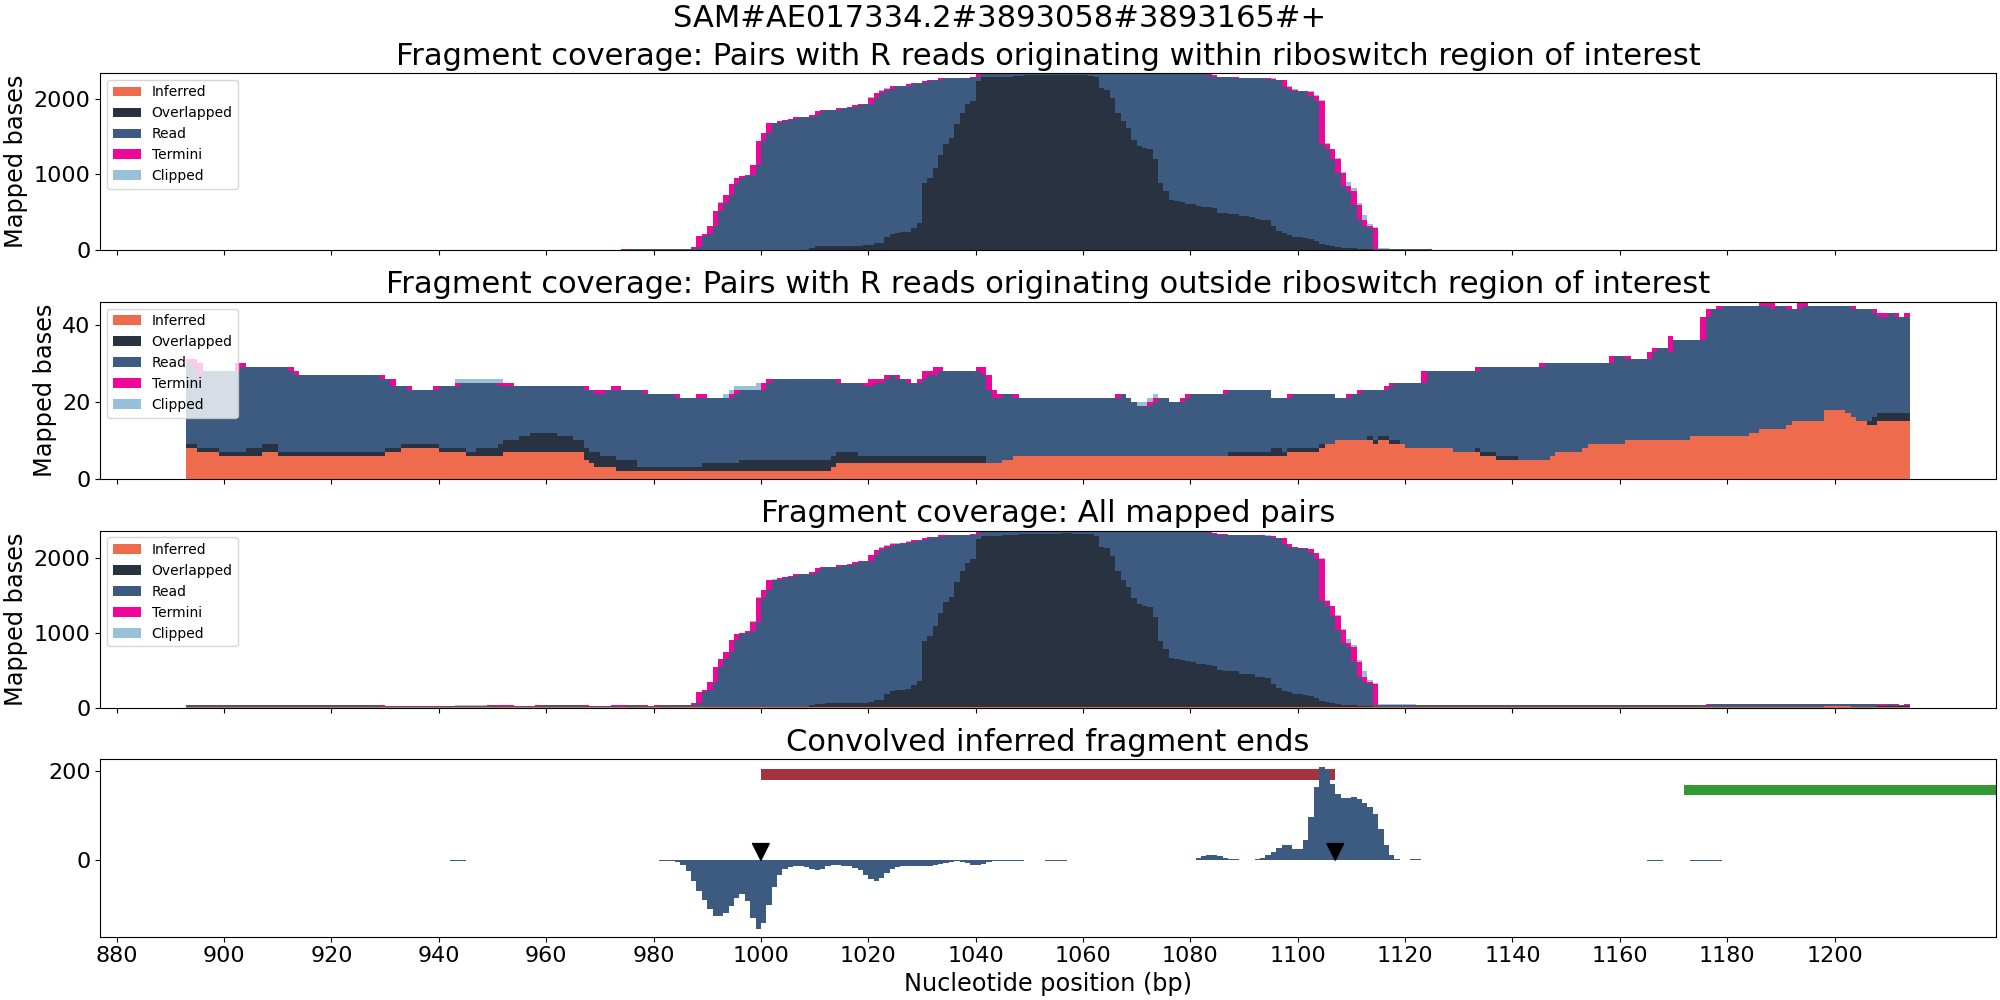 SAM#AE017334.2#3893058#3893165#+
Fragment coverage: Pairs with R reads originating within riboswitch region of interest
Mapped bases
2000
1000
0
Inferred
Overlapped
Read
Termini
Clipped
Fragment coverage: Pairs with R reads originating outside riboswitch region of interest
Mapped bases
40
20
0
Inferred
Overlapped
Read
Termini
Clipped
Fragment coverage: All mapped pairs
Mapped bases
2000
1000
0
Inferred
Overlapped
Read
Termini
Clipped
Convolved inferred fragment ends
200
0
880 900 920 940 960 980 1000 1020 1040 1060 1080 1100 1120 1140 1160 1180 1200
Nucleotide position (bp)